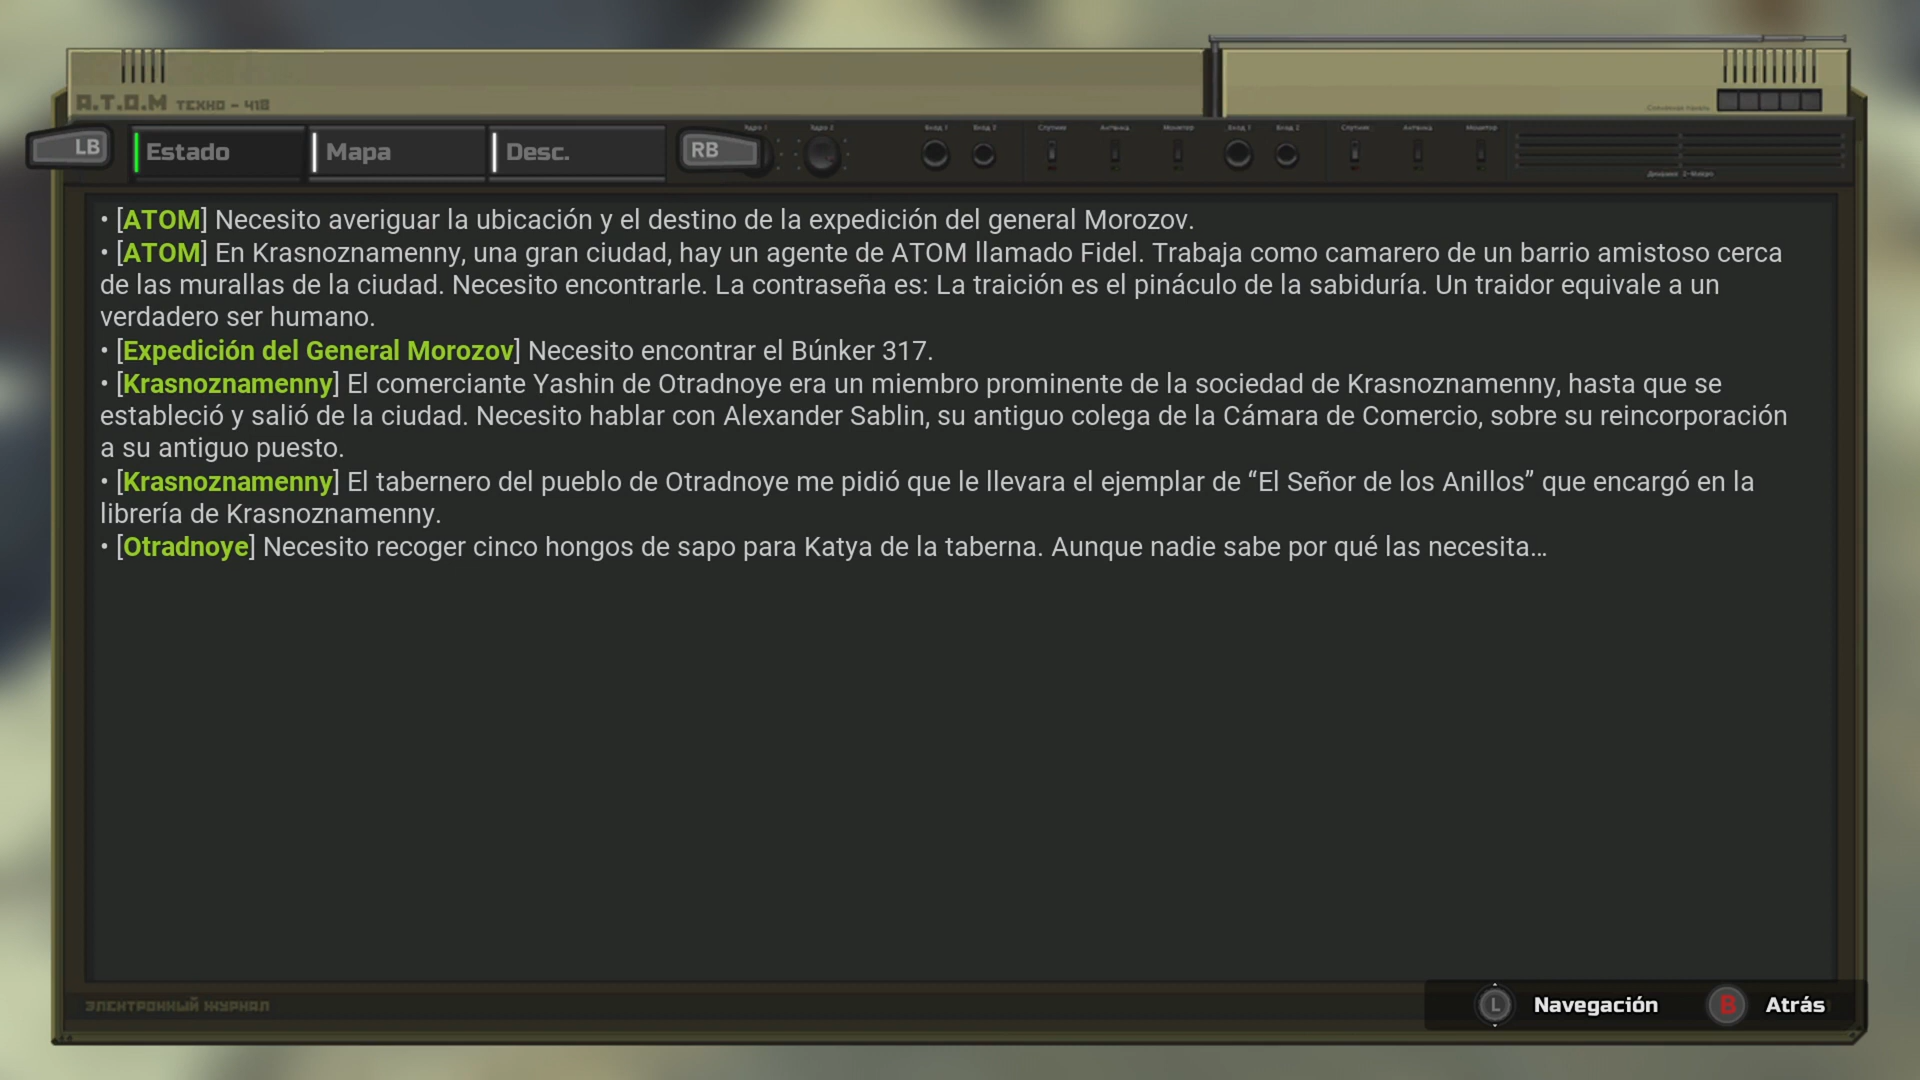 A.T.O.M ТЕХНО - 418
LB
Estado
Mapa
Desc.
RB
• [ATOM] Necesito averiguar la ubicación y el destino de la expedición del general Morozov.
• [ATOM] En Krasnoznamenny, una gran ciudad, hay un agente de ATOM llamado Fidel. Trabaja como camarero de un barrio amistoso cerca
de las murallas de la ciudad. Necesito encontrarle. La contraseña es: La traición es el pináculo de la sabiduría. Un traidor equivale a un
verdadero ser humano.
• [Expedición del General Morozov] Necesito encontrar el Búnker 317.
• [Krasnoznamenny] El comerciante Yashin de Otradnoye era un miembro prominente de la sociedad de Krasnoznamenny, hasta que se
estableció y salió de la ciudad. Necesito hablar con Alexander Sablin, su antiguo colega de la Cámara de Comercio, sobre su reincorporación
a su antiguo puesto.
• [Krasnoznamenny] El tabernero del pueblo de Otradnoye me pidió que le llevara el ejemplar de “El Señor de los Anillos” que encargó en la
librería de Krasnoznamenny.
• [Otradnoye] Necesito recoger cinco hongos de sapo para Katya de la taberna. Aunque nadie sabe por qué las necesita…
ЭЛЕКТРОННЫЙ ЖУРНАЛ
L Navegación
B Atrás